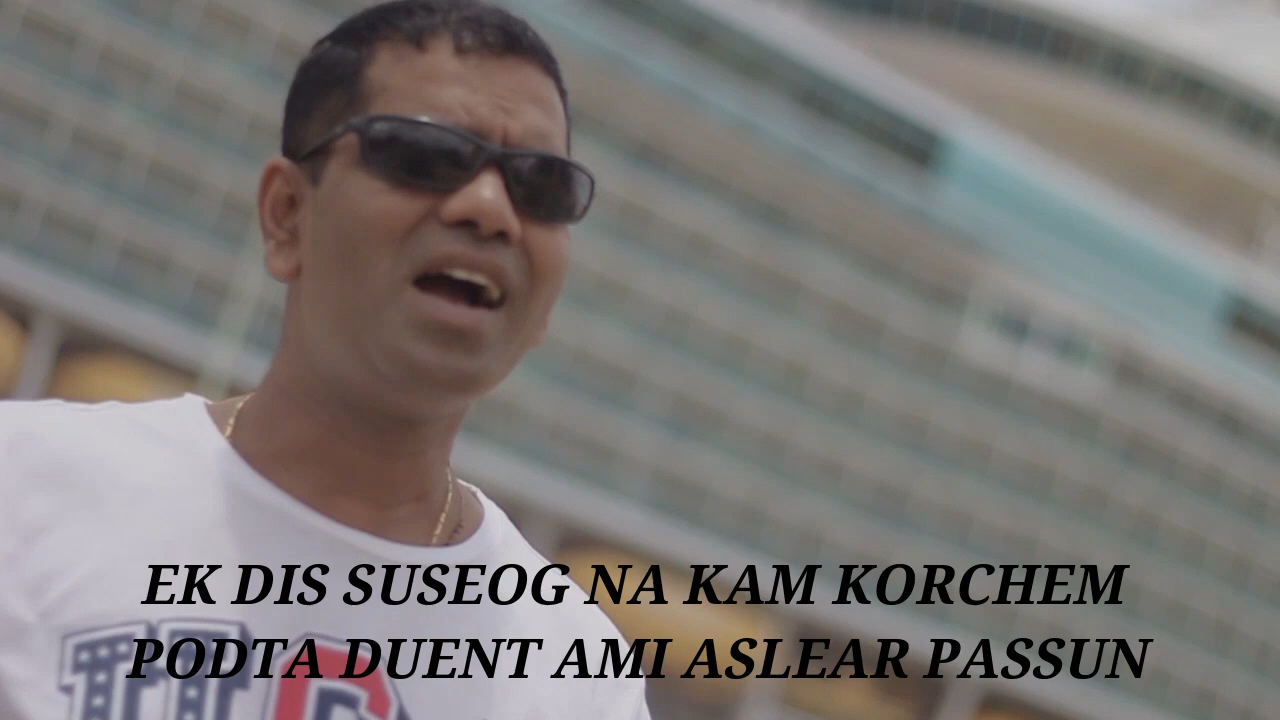 EK DIS SUSEOG NA KAM KORCHEM
PODTA DUENT AMI ASLEAR PASSUN